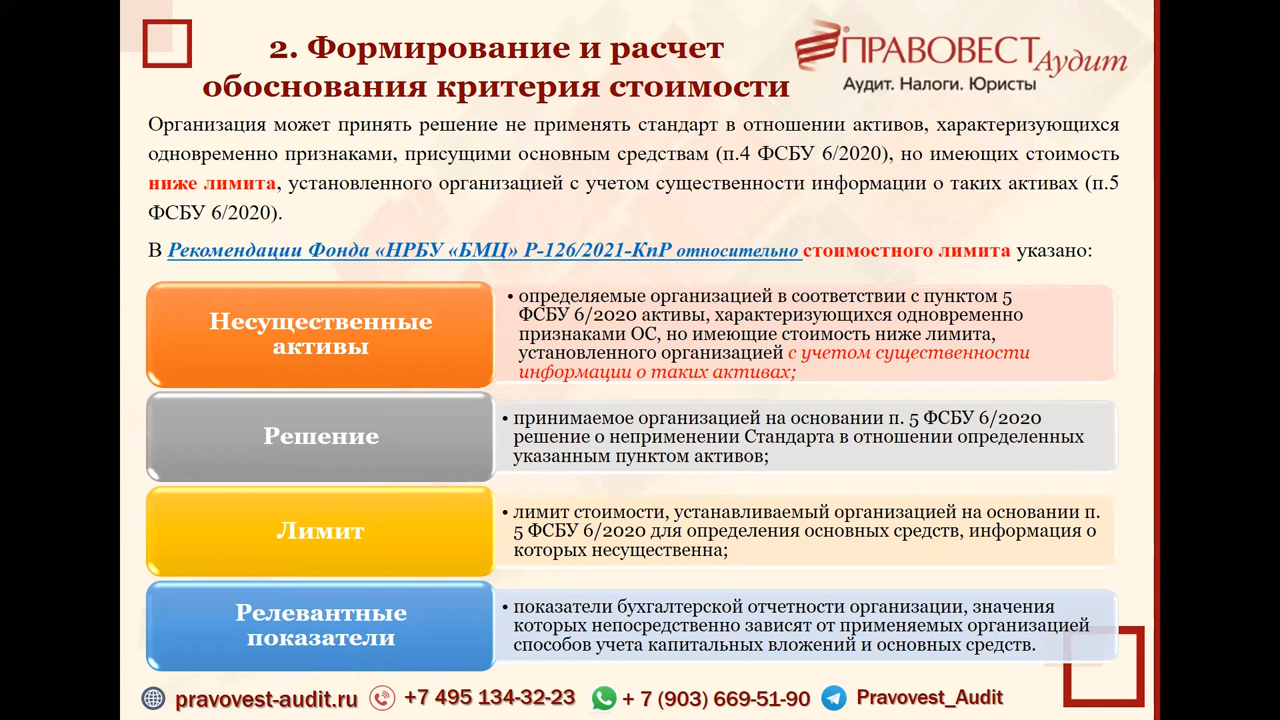 2. Формирование и расчет
обоснования критерия стоимости
ПРАВОВЕСТ Аудит
Аудит. Налоги. Юристы
Организация может принять решение не применять стандарт в отношении активов, характеризующихся
одновременно признаками, присущими основным средствам (п.4 ФСБУ 6/2020), но имеющих стоимость
ниже лимита, установленного организацией с учетом существенности информации о таких активах (п.5
ФСБУ 6/2020).
В Рекомендации Фонда «НРБУ «БМЦ» Р-126/2021-КпР относительно стоимостного лимита указано:
Несущественные
активы
• определяемые организацией в соответствии с пунктом 5
ФСБУ 6/2020 активы, характеризующихся одновременно
признаками ОС, но имеющие стоимость ниже лимита,
установленного организацией с учетом существенности
информации о таких активах;
Решение
• принимаемое организацией на основании п. 5 ФСБУ 6/2020
решение о неприменении Стандарта в отношении определенных
указанным пунктом активов;
Лимит
• лимит стоимости, устанавливаемый организацией на основании п.
5 ФСБУ 6/2020 для определения основных средств, информация о
которых несущественна;
Релевантные
показатели
• показатели бухгалтерской отчетности организации, значения
которых непосредственно зависят от применяемых организацией
способов учета капитальных вложений и основных средств.
pravovest-audit.ru +7 495 134-32-23 + 7 (903) 669-51-90 Pravovest_Audit